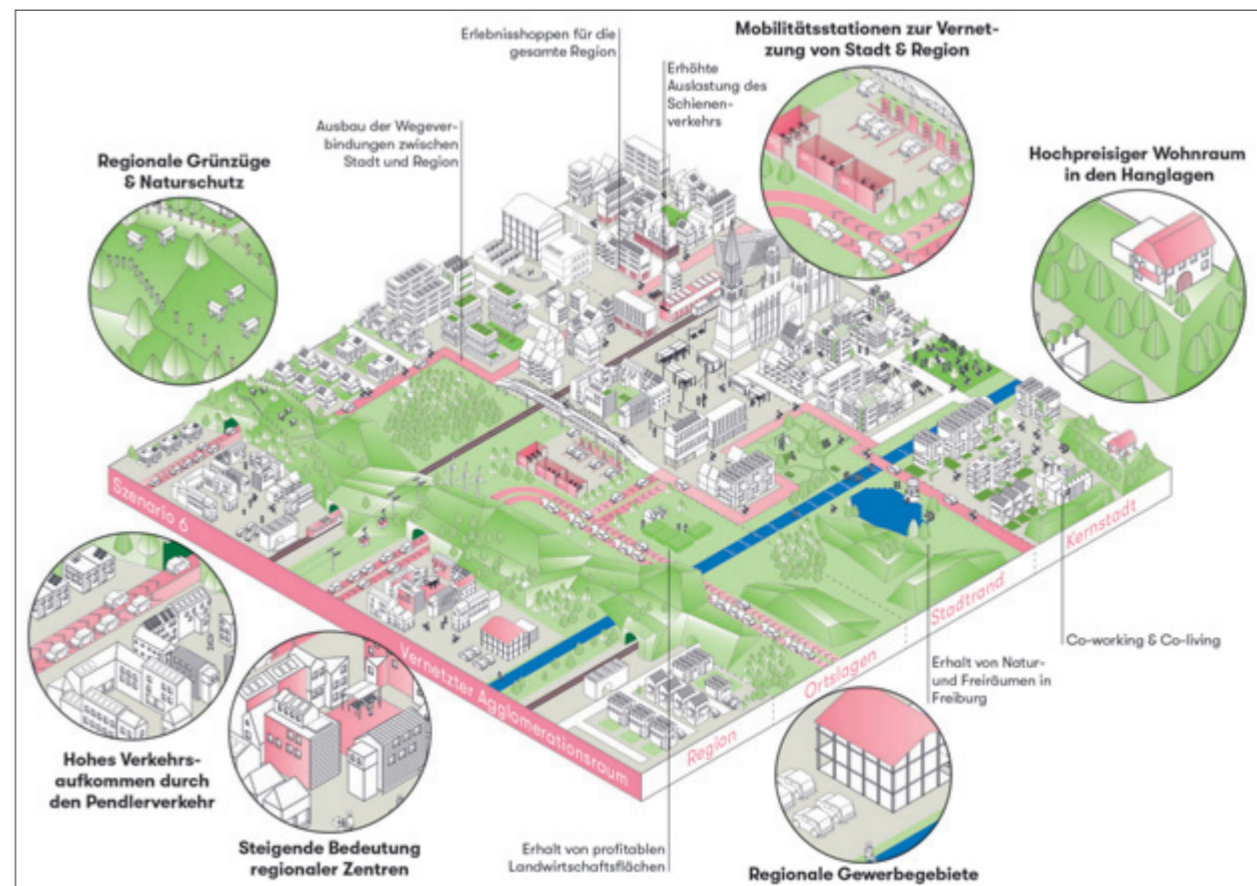 Erlebnisshoppen für die
gesamte Region
Mobilitätsstationen zur Vernet-
zung von Stadt & Region
Erhöhte
Auslastung des
Schienen-
verkehrs
Ausbau der Wegever-
bindungen zwischen
Stadt und Region
Regionale Grünzüge
& Naturschutz
Hochpreisiger Wohnraum
in den Hanglagen
Szenario 6
Vernetzter Agglomerationsraum
Region
Ortslagen
Stadtrand
Kernstadt
Co-working & Co-living
Erhalt von Natur-
und Freiräumen in
Freiburg
Hohes Verkehrs-
aufkommen durch
den Pendlerverkehr
Steigende Bedeutung
regionaler Zentren
Erhalt von profitablen
Landwirtschaftsflächen
Regionale Gewerbegebiete